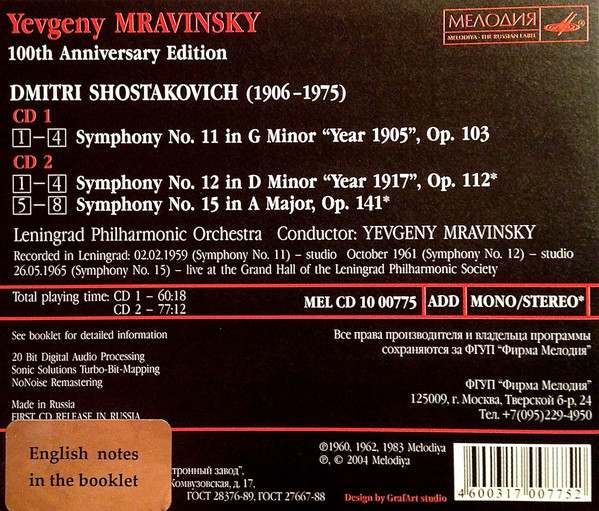 Yevgeny MRAVINSKY
100th Anniversary Edition
МЕЛОДИЯ
MELODIYA - THE RUSSIAN LABEL
DMITRI SHOSTAKOVICH (1906–1975)
CD 1
1–4 Symphony No. 11 in G Minor “Year 1905”, Op. 103
CD 2
1–4 Symphony No. 12 in D Minor “Year 1917”, Op. 112*
5–8 Symphony No. 15 in A Major, Op. 141*
Leningrad Philharmonic Orchestra Conductor: YEVGENY MRAVINSKY
Recorded in Leningrad: 02.02.1959 (Symphony No. 11) – studio October 1961 (Symphony No. 12) – studio
26.05.1965 (Symphony No. 15) – live at the Grand Hall of the Leningrad Philharmonic Society
Total playing time: CD 1 – 60:18
CD 2 – 77:12
MEL CD 10 00775 ADD MONO/STEREO*
See booklet for detailed information
20 Bit Digital Audio Processing
Sonic Solutions Turbo-Bit-Mapping
NoNoise Remastering
Made in Russia
FIRST CD RELEASE IN RUSSIA
Все права производителя и владельца программы
сохраняются за ФГУП “Фирма Мелодия”
ФГУП “Фирма Мелодия”
125009, г. Москва, Тверской б-р, 24
Тел. +7(095)229-4950
English notes
in the booklet
тронный завод”,
Комвузовская, д. 17,
ГОСТ 28376-89, ГОСТ 27667-88
℗1960, 1962, 1983 Melodiya
℗, © 2004 Melodiya
Design by GrafArt studio
4600317007752